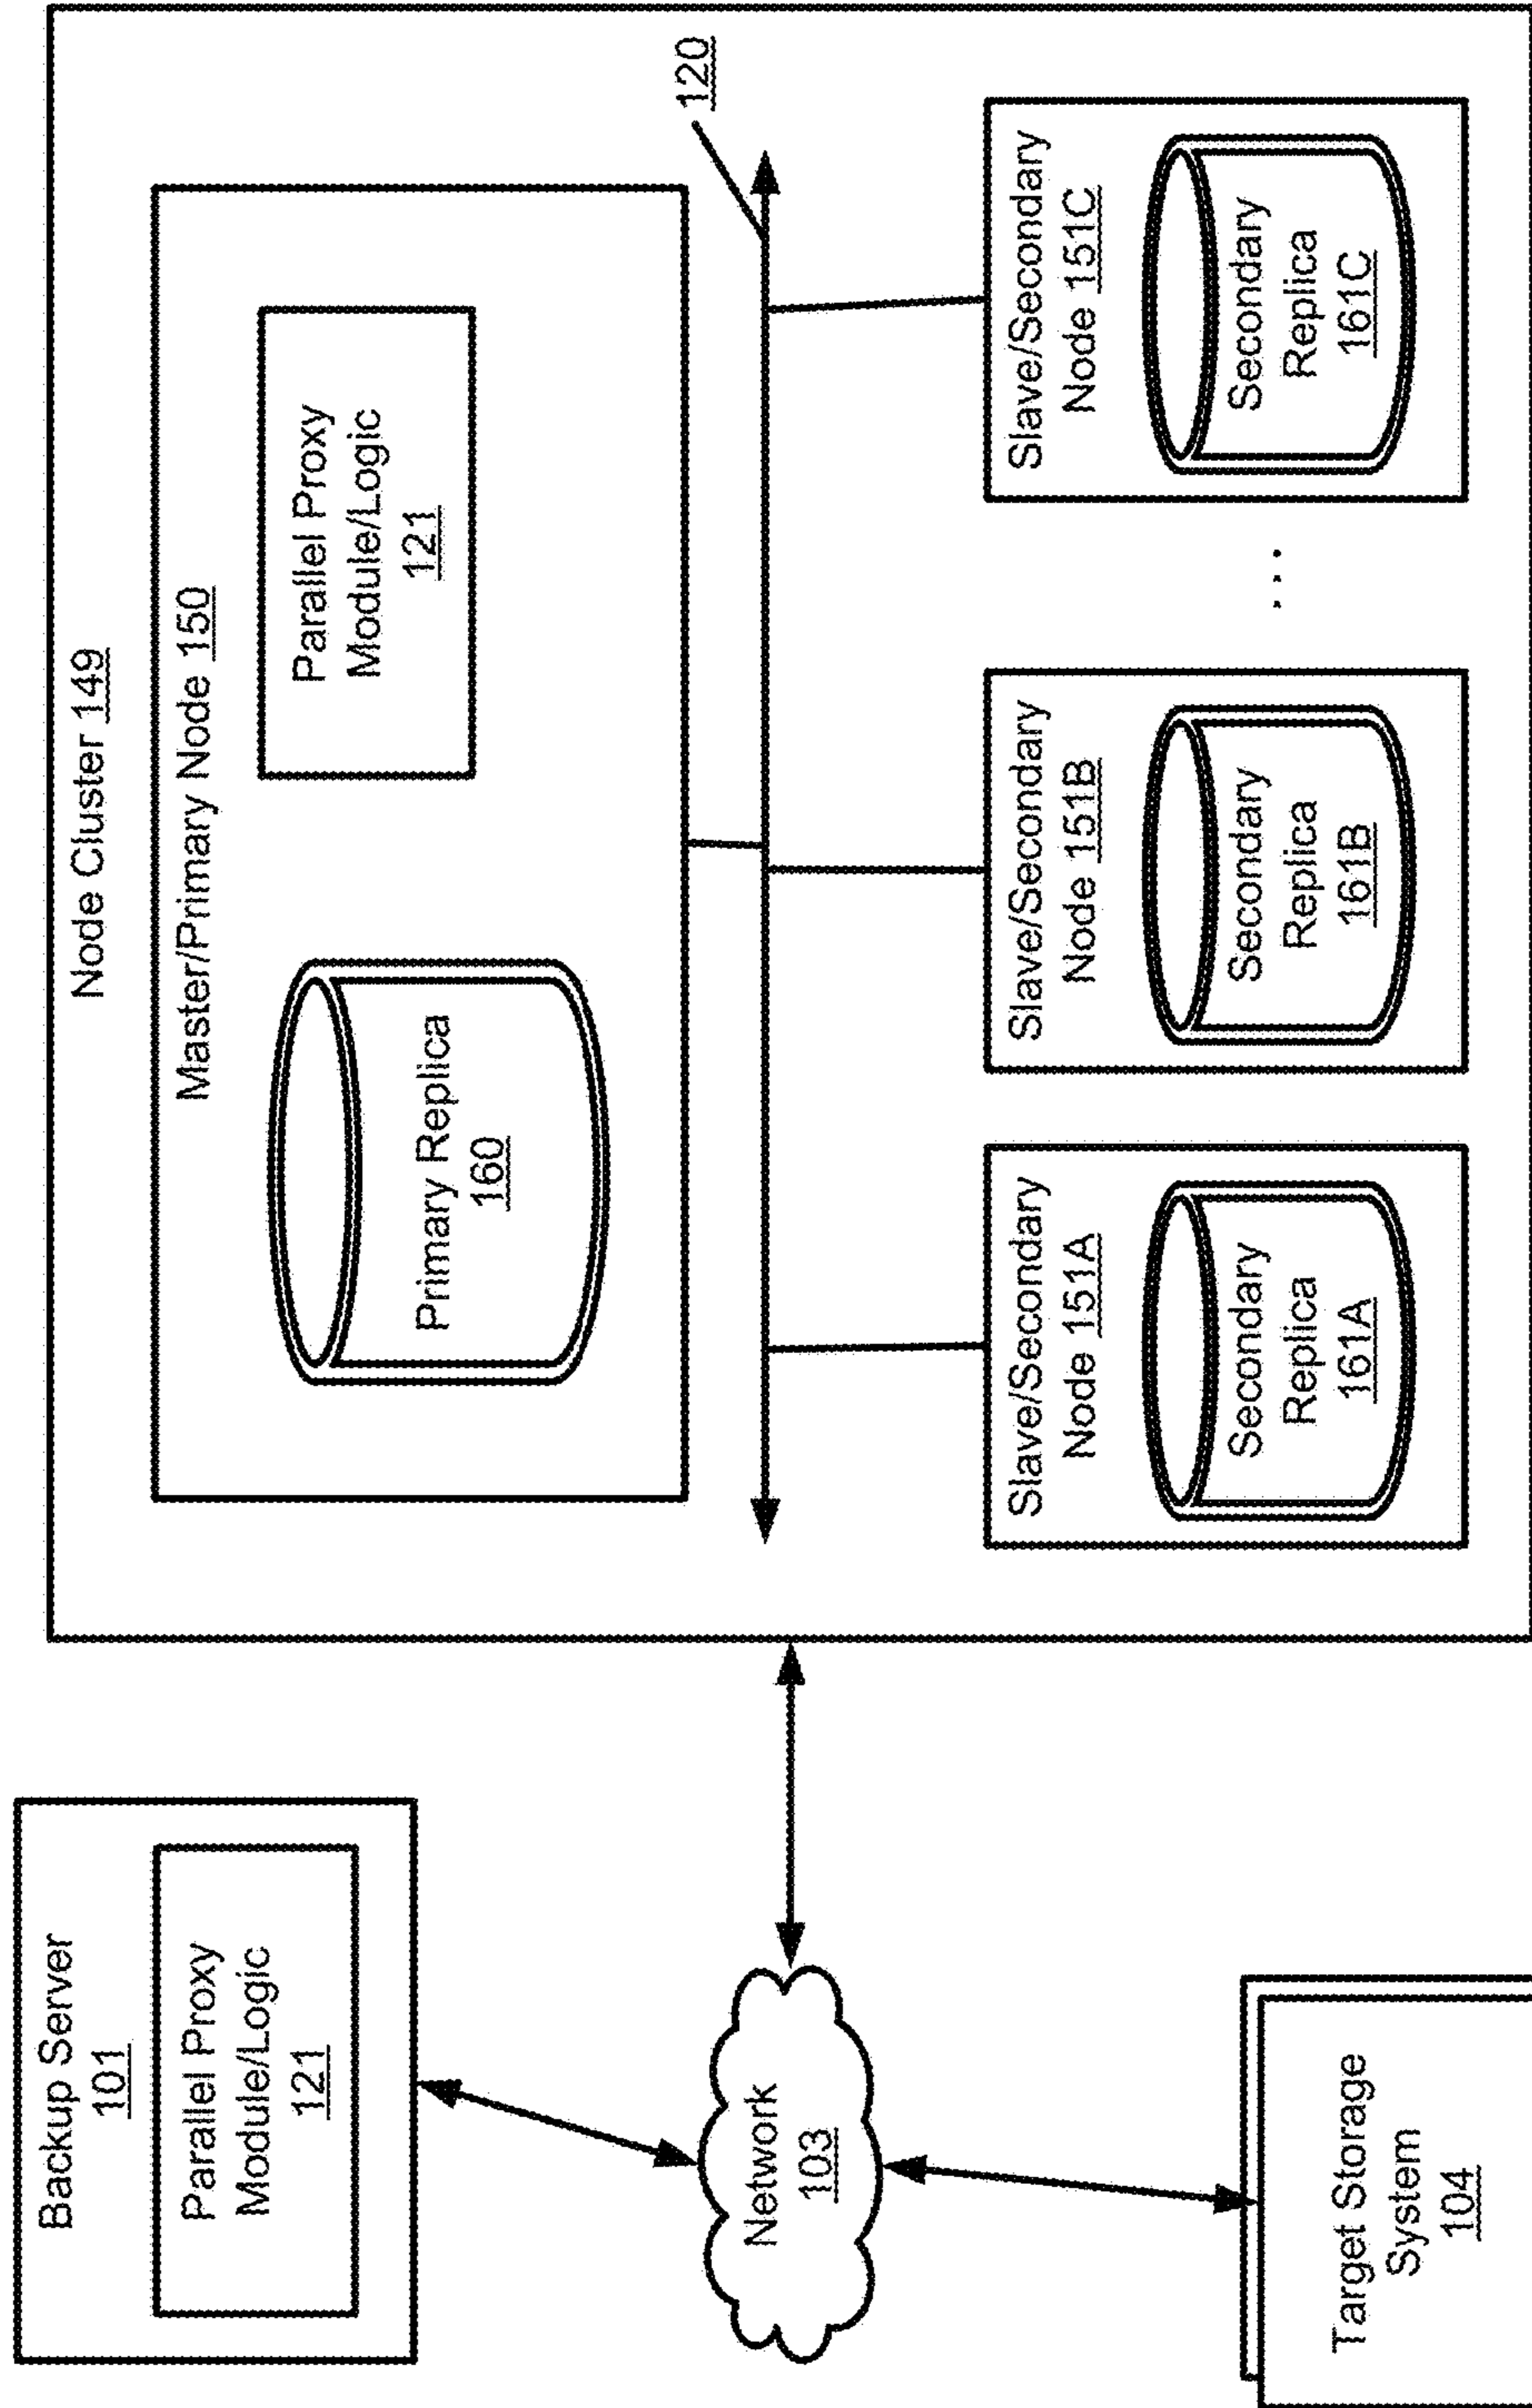 Backup Server
101
Parallel Proxy
Module/Logic
121
Network
103
Target Storage
System
104
Node Cluster 149
Master/Primary Node 150
Primary Replica
160
Parallel Proxy
Module/Logic
121
120
Slave/Secondary
Node 151A
Secondary
Replica
161A
Slave/Secondary
Node 151B
Secondary
Replica
161B
...
Slave/Secondary
Node 151C
Secondary
Replica
161C